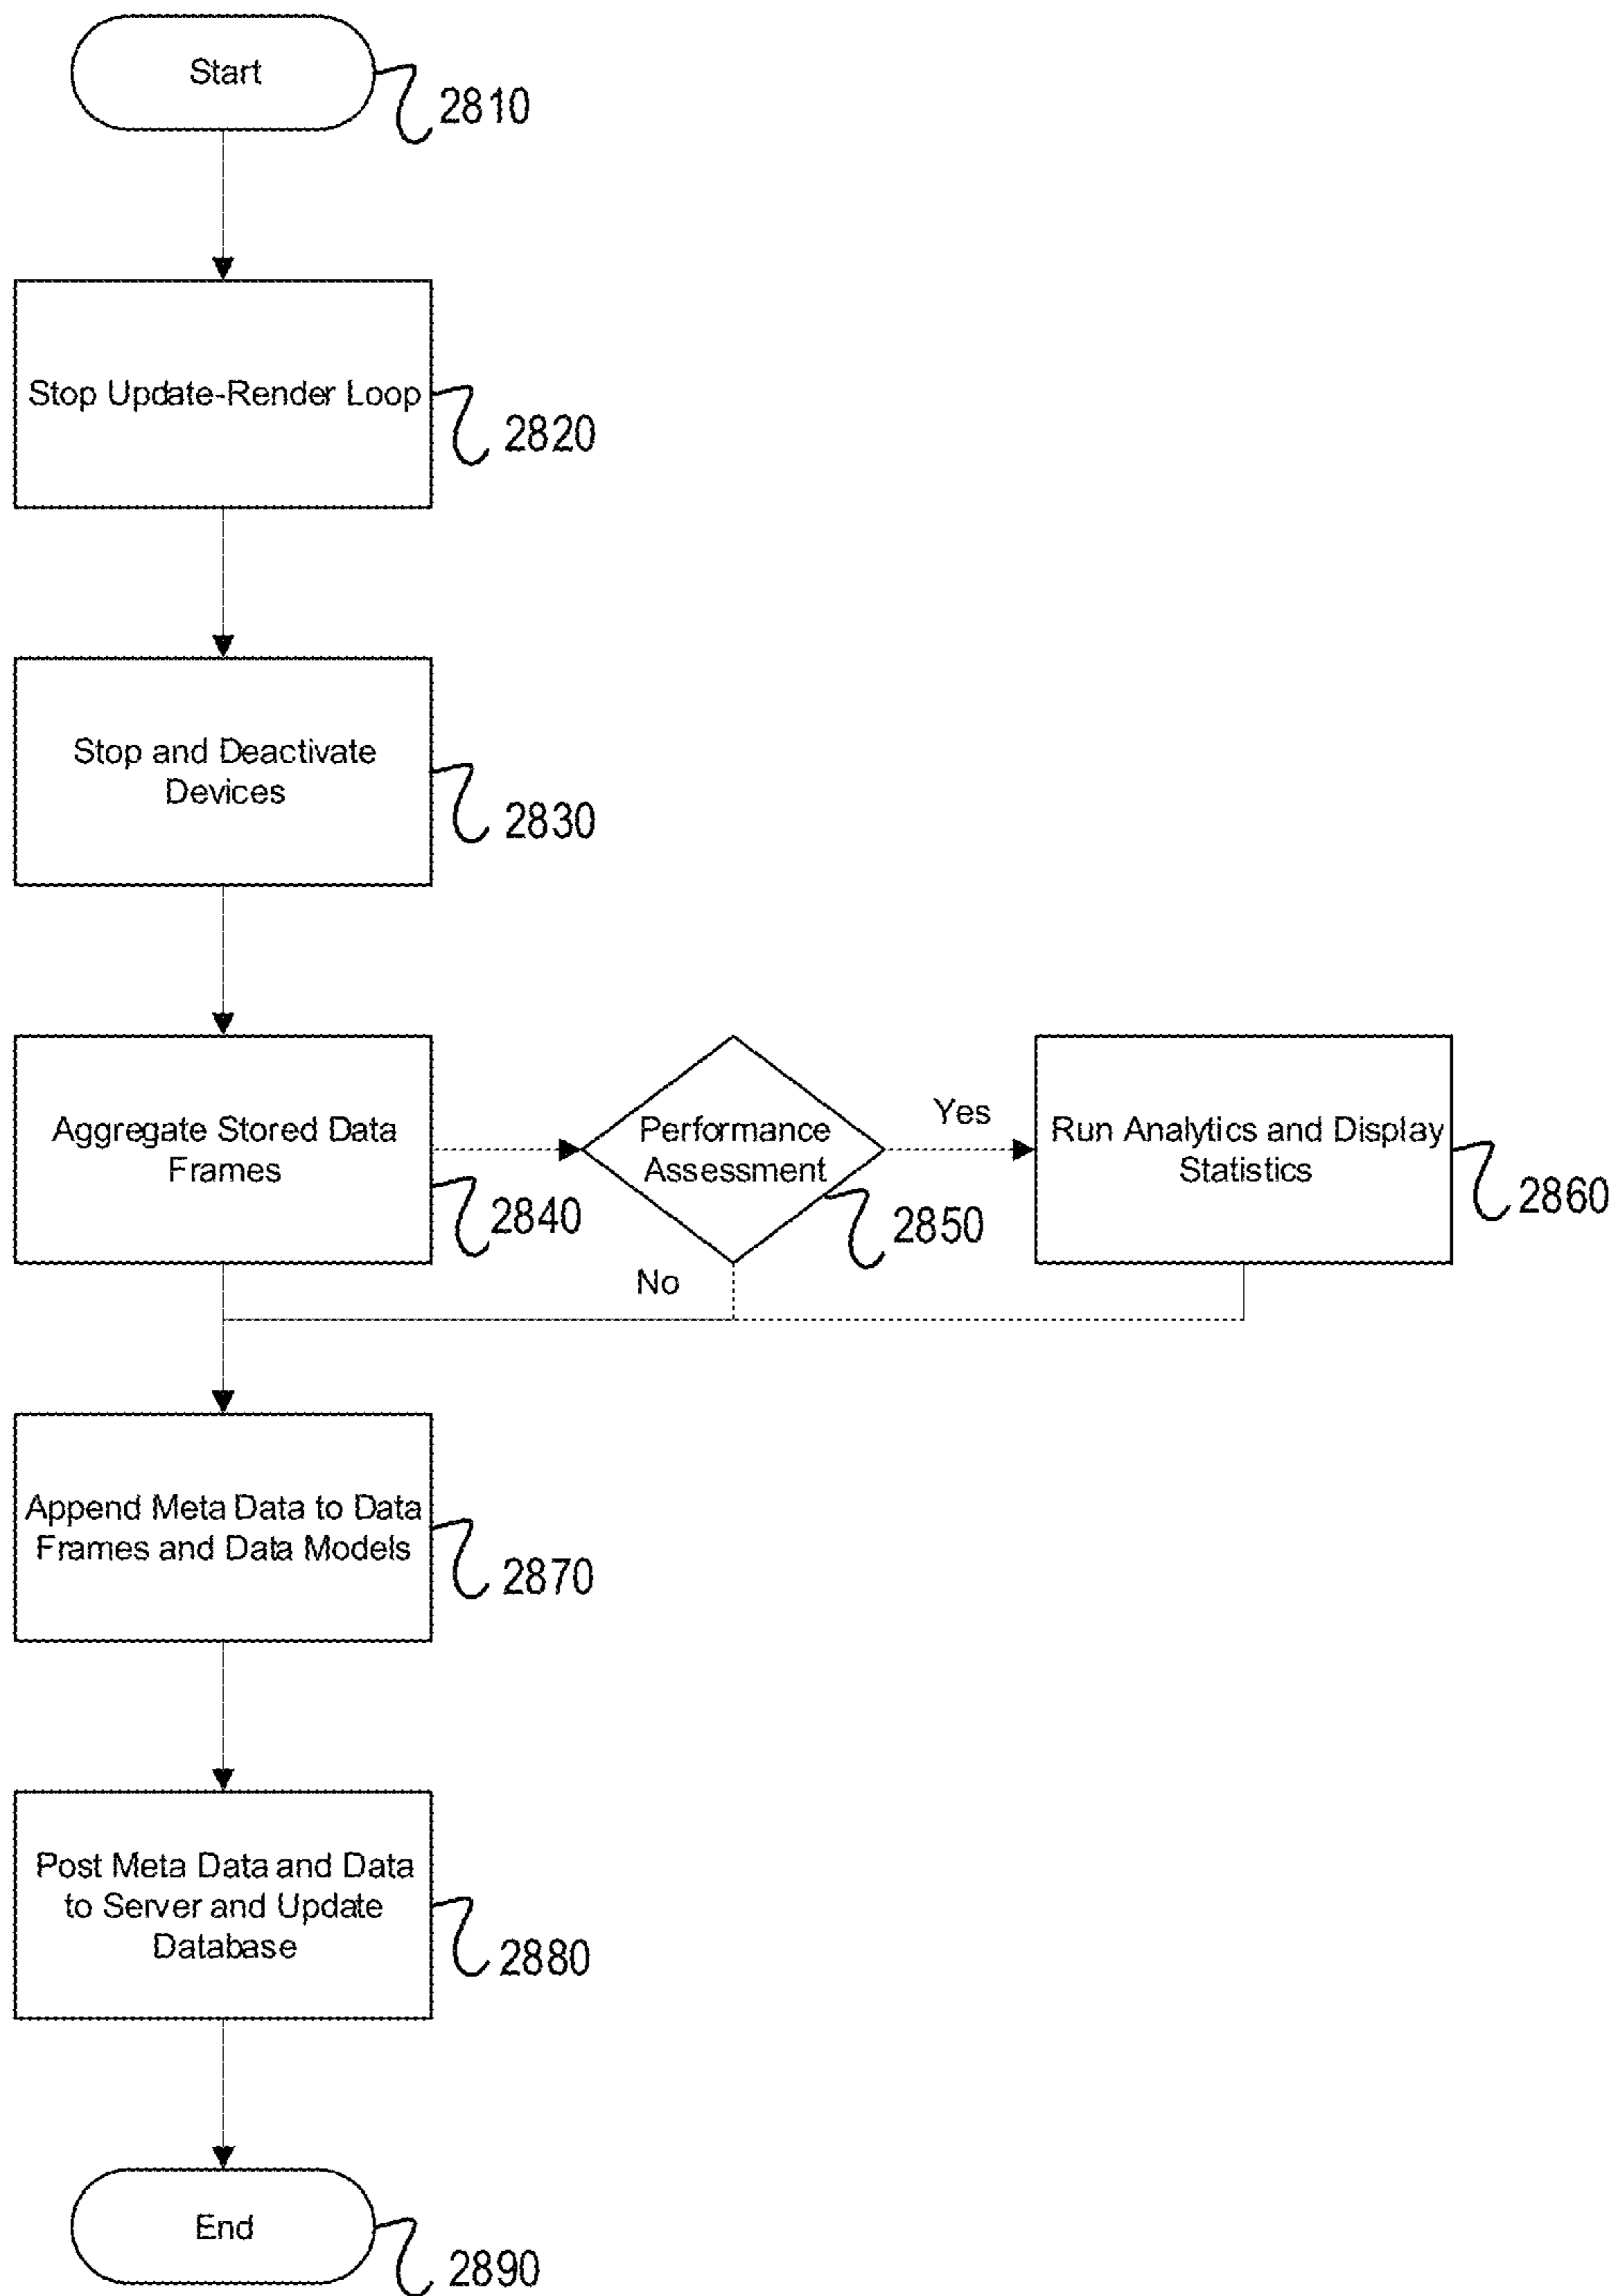 Start
2810
Stop Update-Render Loop
2820
Stop and Deactivate
Devices
2830
Aggregate Stored Data
Frames
2840
Performance
Assessment
2850
Yes
No
Run Analytics and Display
Statistics
2860
Append Meta Data to Data
Frames and Data Models
2870
Post Meta Data and Data
to Server and Update
Database
2880
End
2890